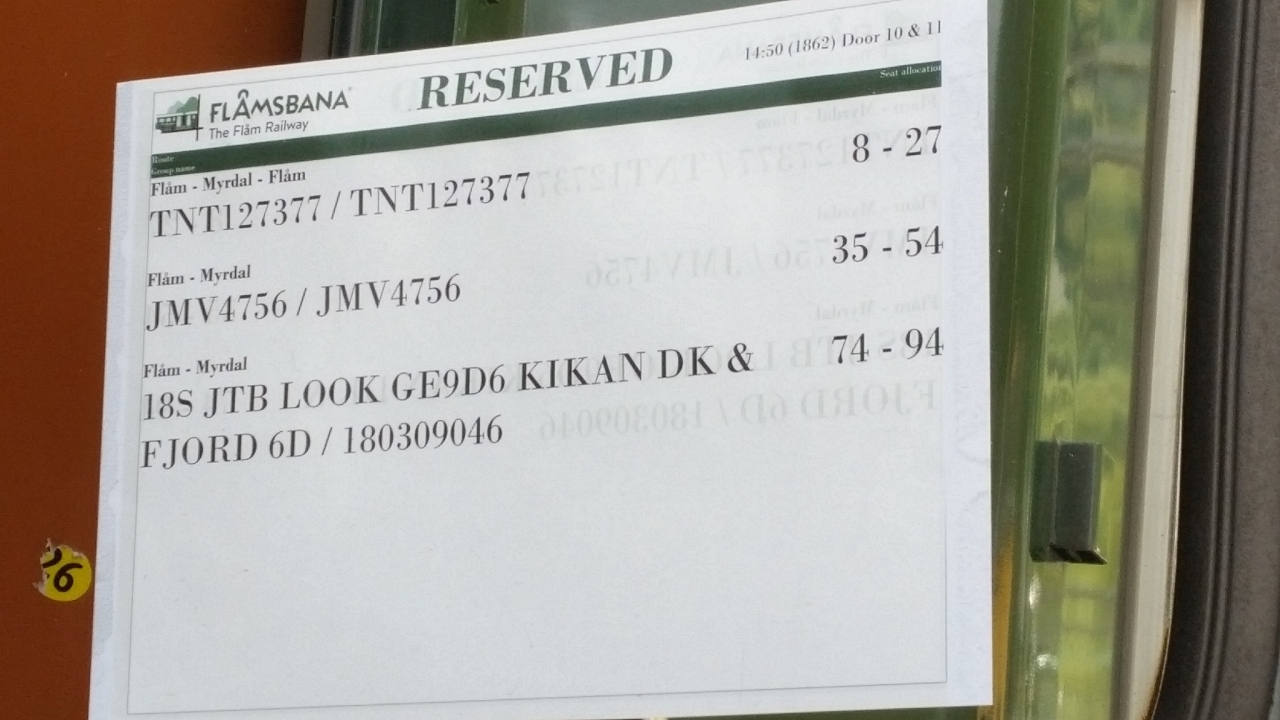 FLÅMSBANA
The Flåm Railway
RESERVED
14:50 (1862) Door 10 & 11
Route
Group name
Seat allocation
Flåm - Myrdal - Flåm
TNT127377 / TNT127377
8 - 27
Flåm - Myrdal
JMV4756 / JMV4756
35 - 54
Flåm - Myrdal
18S JTB LOOK GE9D6 KIKAN DK &
74 - 94
FJORD 6D / 180309046
26